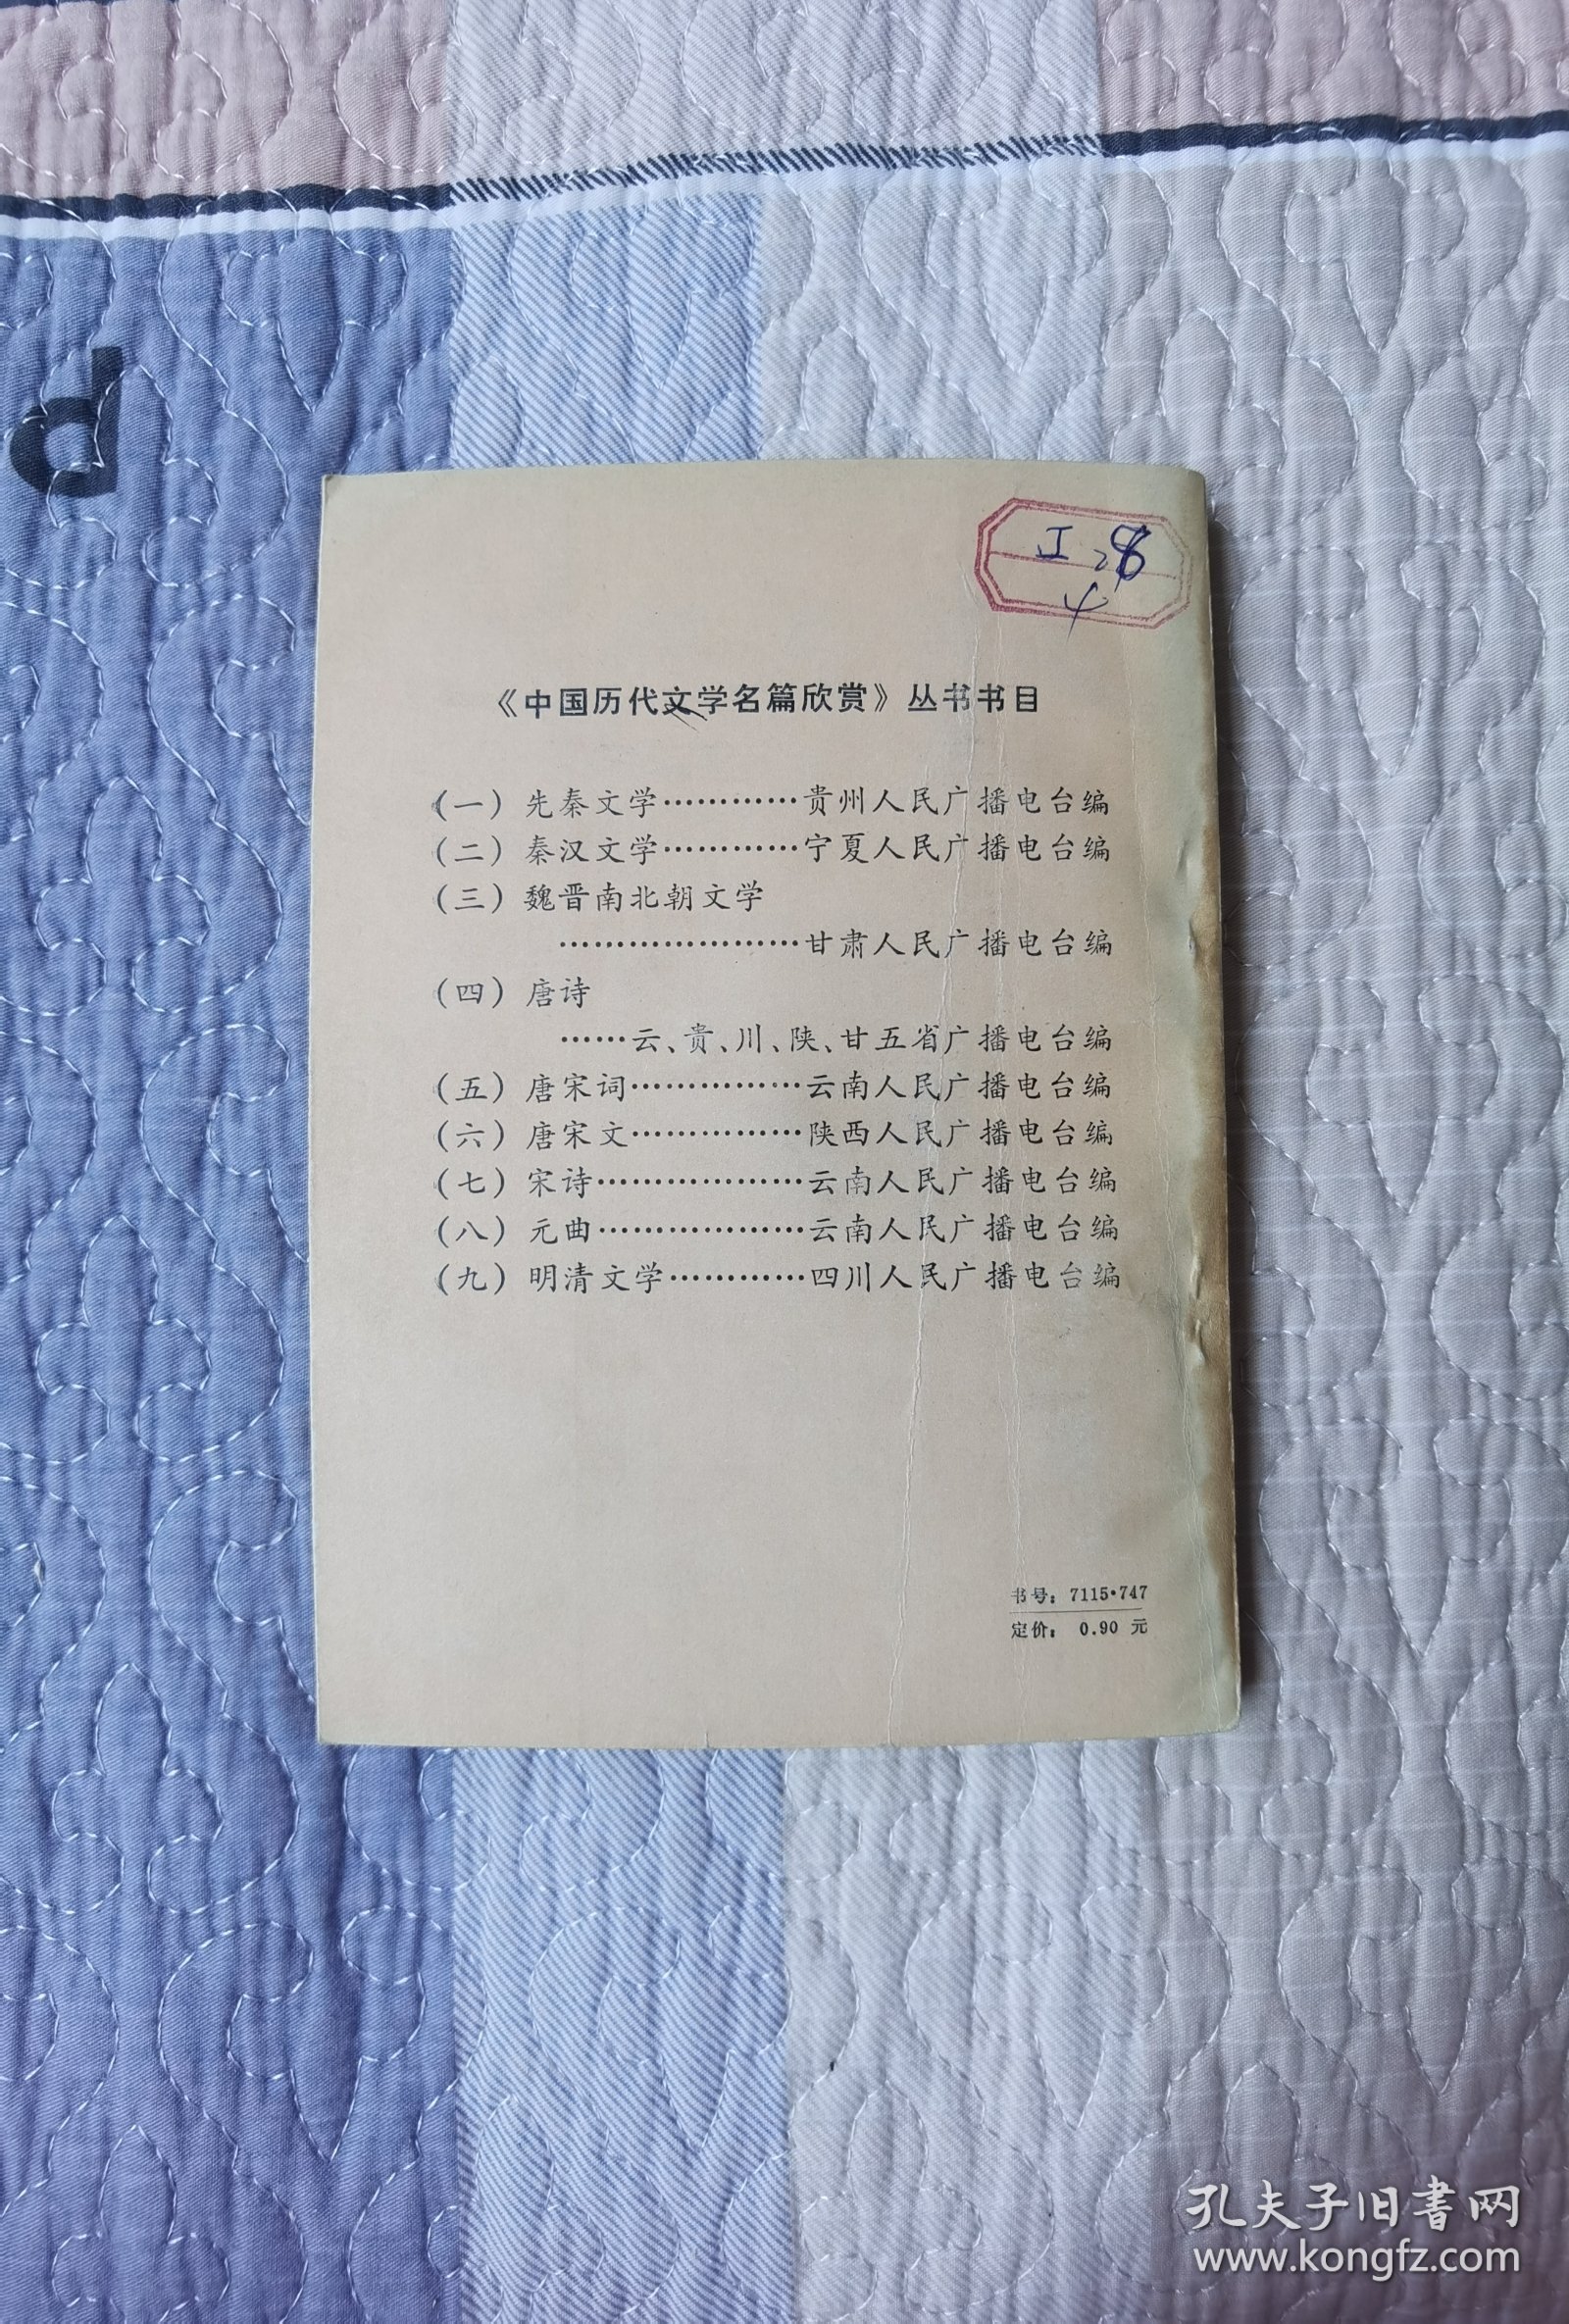 d
《中国历代文学名篇欣赏》丛书书目
(一) 先秦文学…………贵州人民广播电台编
(二) 秦汉文学…………宁夏人民广播电台编
(三) 魏晋南北朝文学
…………………甘肃人民广播电台编
(四) 唐诗
……云、贵、川、陕、甘五省广播电台编
(五) 唐宋词……………云南人民广播电台编
(六) 唐宋文……………陕西人民广播电台编
(七) 宋诗………………云南人民广播电台编
(八) 元曲………………云南人民广播电台编
(九) 明清文学…………四川人民广播电台编
书号：7115·747
定价： 0.90 元
孔夫子旧书网
www.kongfz.com